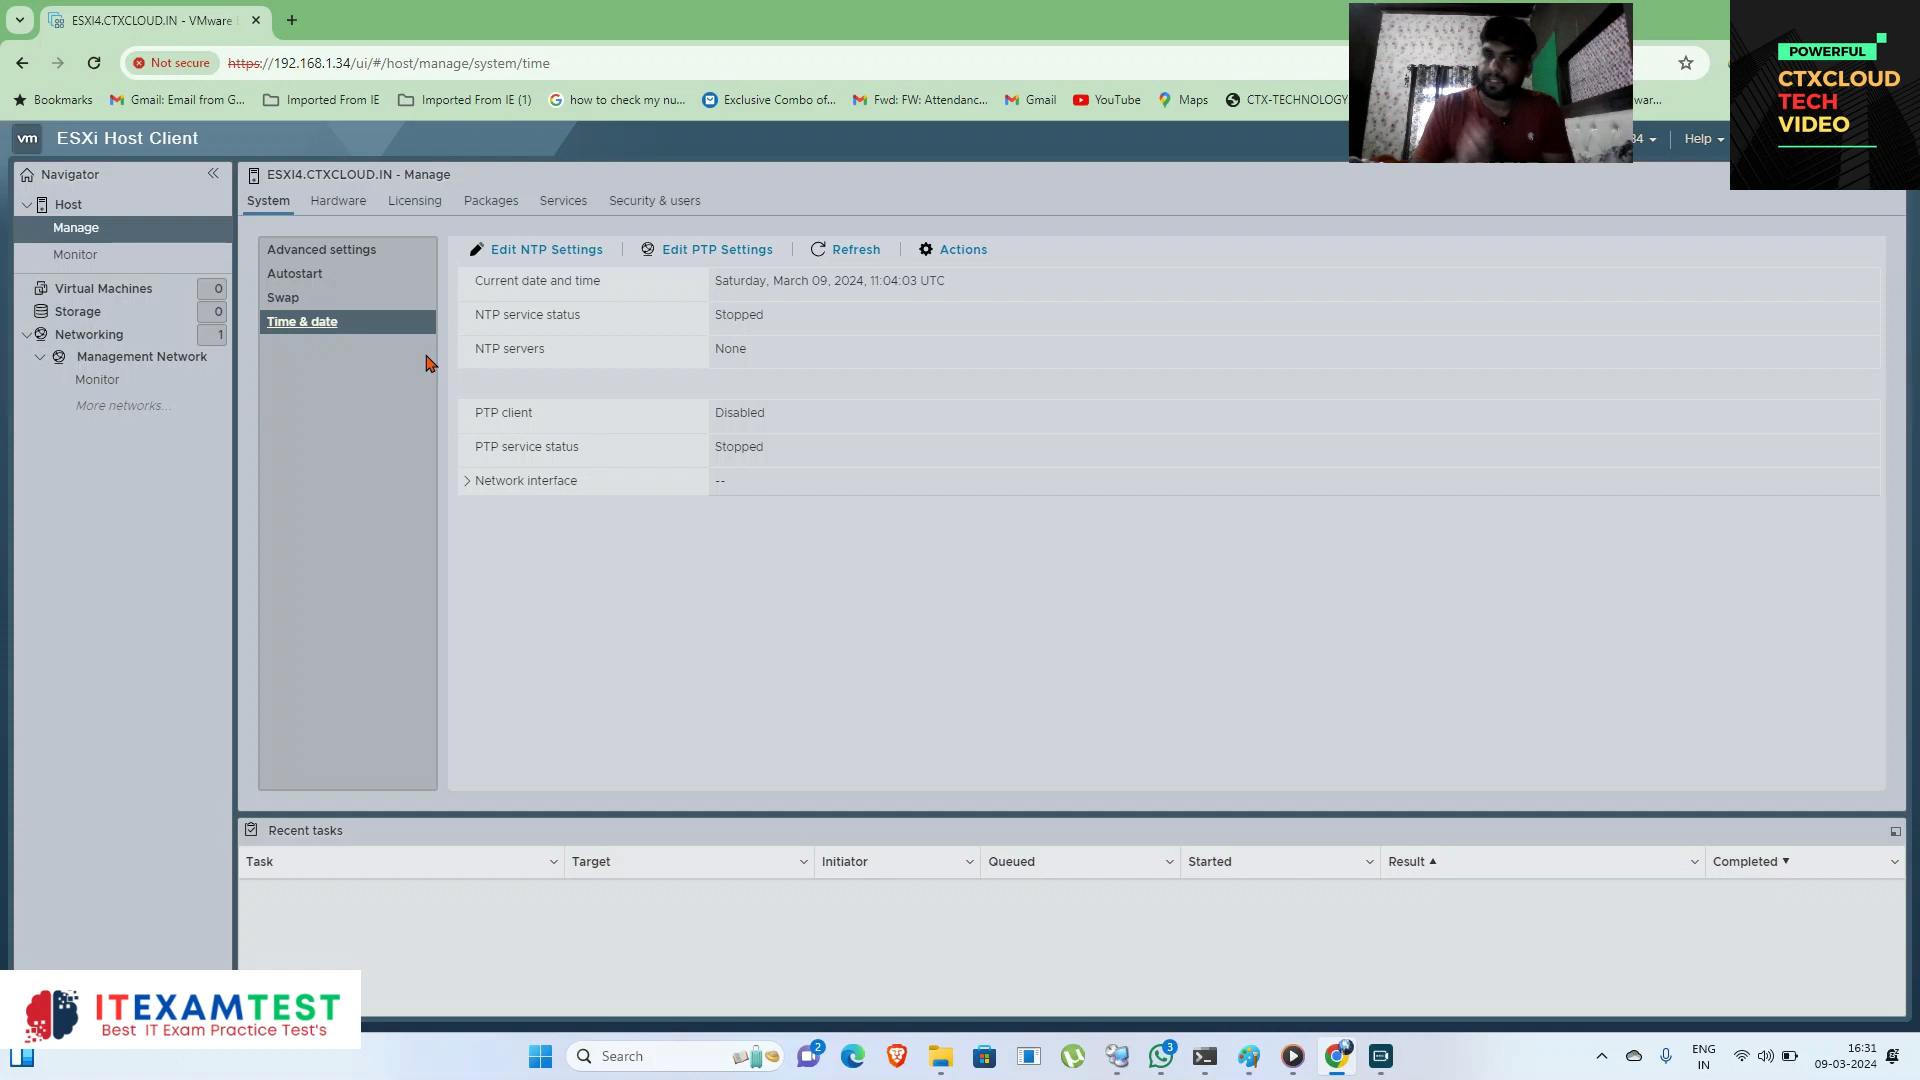 ESXI4.CTXCLOUD.IN - VMware
Not secure
https://192.168.1.34/ui/#/host/manage/system/time
Bookmarks
Gmail: Email from G...
Imported From IE
Imported From IE (1)
how to check my nu...
Exclusive Combo of...
Fwd: FW: Attendanc...
Gmail
YouTube
Maps
CTX-TECHNOLOGY
POWERFUL
CTXCLOUD
TECH
VIDEO
vm
ESXi Host Client
Help
Navigator
Host
Manage
Monitor
Virtual Machines 0
Storage 0
Networking 1
Management Network
Monitor
More networks...
ESXI4.CTXCLOUD.IN - Manage
System Hardware Licensing Packages Services Security & users
Advanced settings
Autostart
Swap
Time & date
Edit NTP Settings Edit PTP Settings Refresh Actions
Current date and time Saturday, March 09, 2024, 11:04:03 UTC
NTP service status Stopped
NTP servers None
PTP client Disabled
PTP service status Stopped
Network interface --
Recent tasks
Task Target Initiator Queued Started Result Completed
ITEXAMTEST
Best IT Exam Practice Test's
Search
2
3
ENG
IN
16:31
09-03-2024